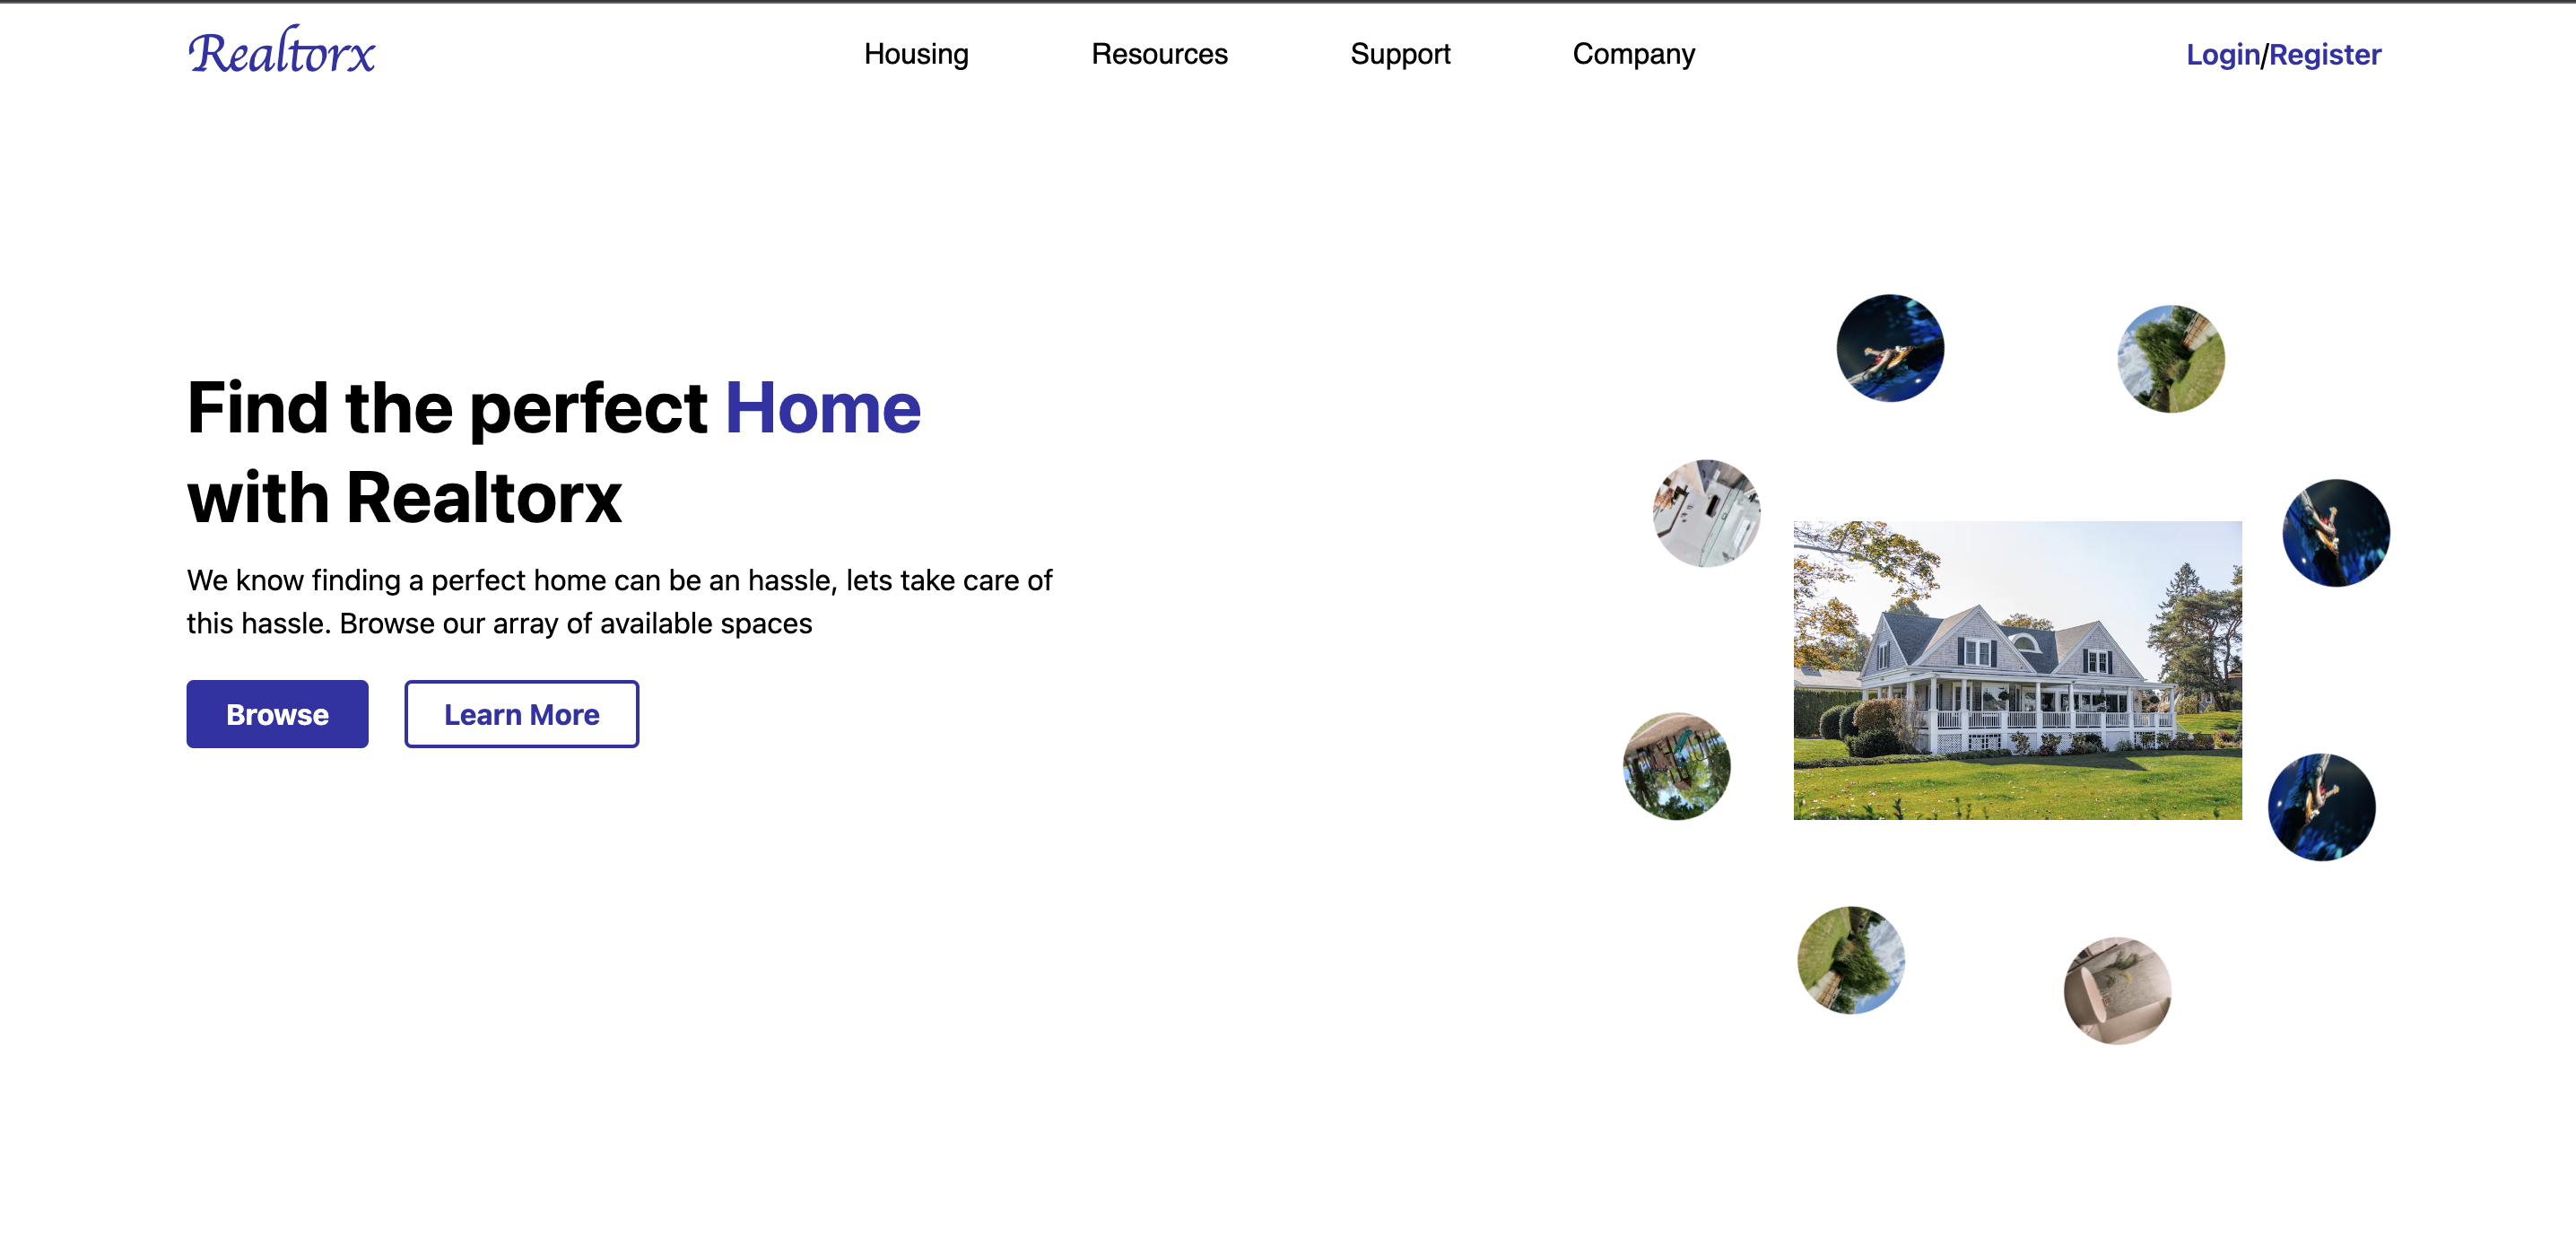 Realtorx
Housing
Resources
Support
Company
Login/Register
Find the perfect Home
with Realtorx
We know finding a perfect home can be an hassle, lets take care of
this hassle. Browse our array of available spaces
Browse
Learn More